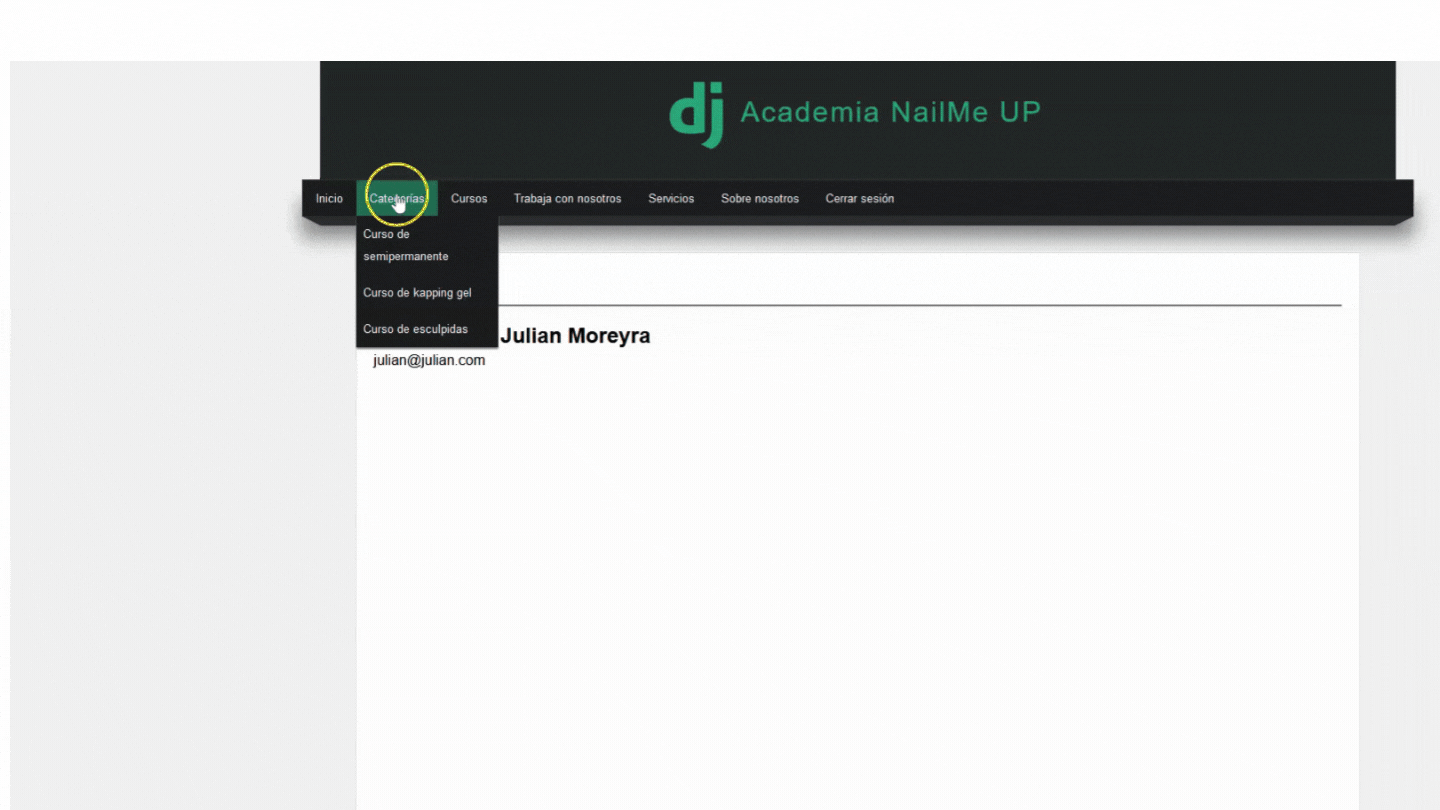 dj Academia NailMe UP
Inicio Categorías Cursos Trabaja con nosotros Servicios Sobre nosotros Cerrar sesión
Curso de
semipermanente
Curso de kapping gel
Curso de esculpidas
Julian Moreyra
julian@julian.com